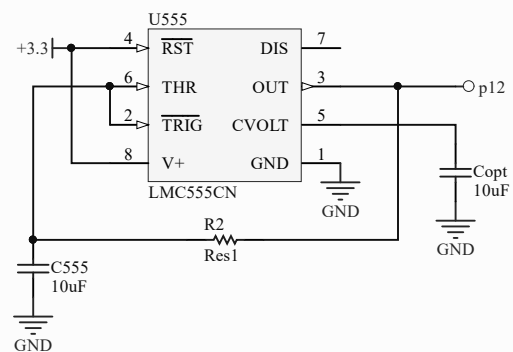 U555
+3.3
4
RST
DIS
7
6
THR
OUT
3
p12
2
TRIG
CVOLT
5
8
V+
GND
1
LMC555CN
GND
Copt
10uF
GND
R2
Res1
C555
10uF
GND